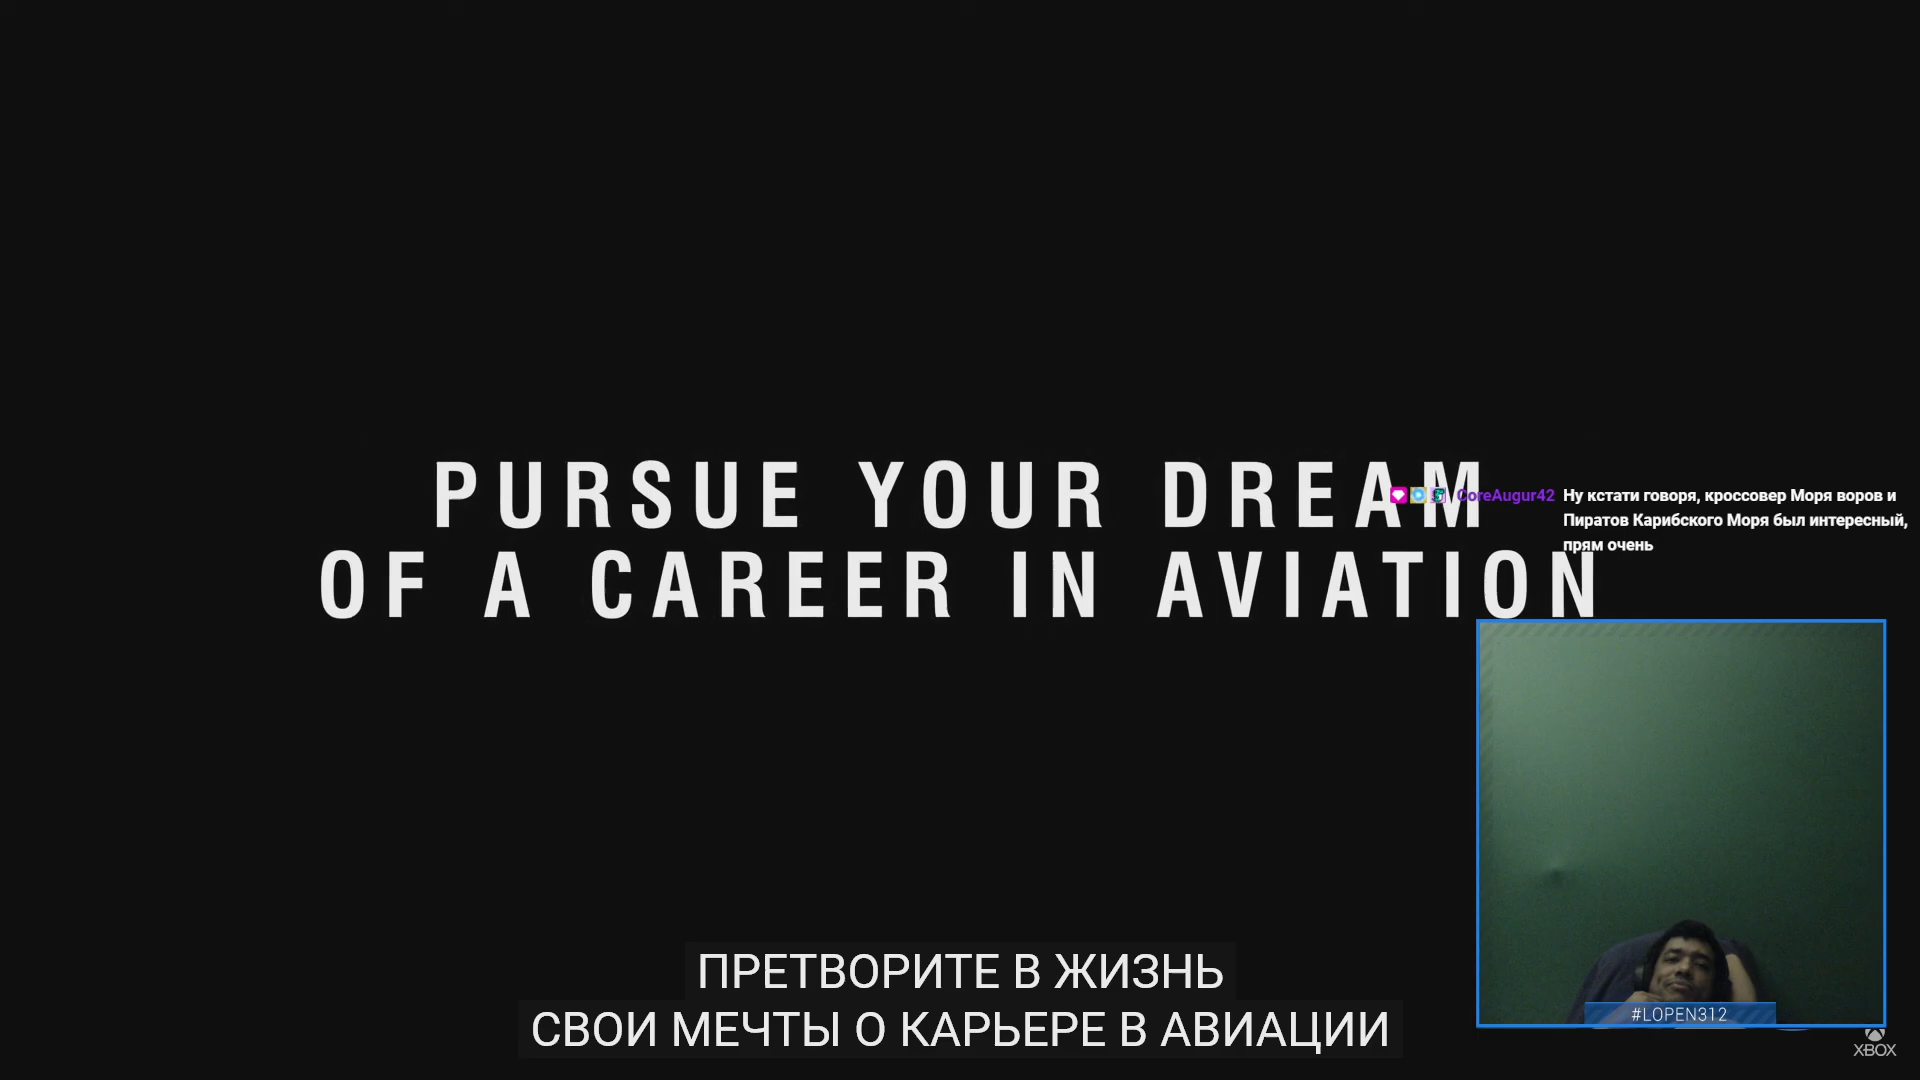 PURSUE YOUR DREAM
OF A CAREER IN AVIATION
CoreAugur42 Ну кстати говоря, кроссовер Моря воров и
Пиратов Карибского Моря был интересный,
прям очень
ПРЕТВОРИТЕ В ЖИЗНЬ
СВОИ МЕЧТЫ О КАРЬЕРЕ В АВИАЦИИ
#LOPEN312
XBOX